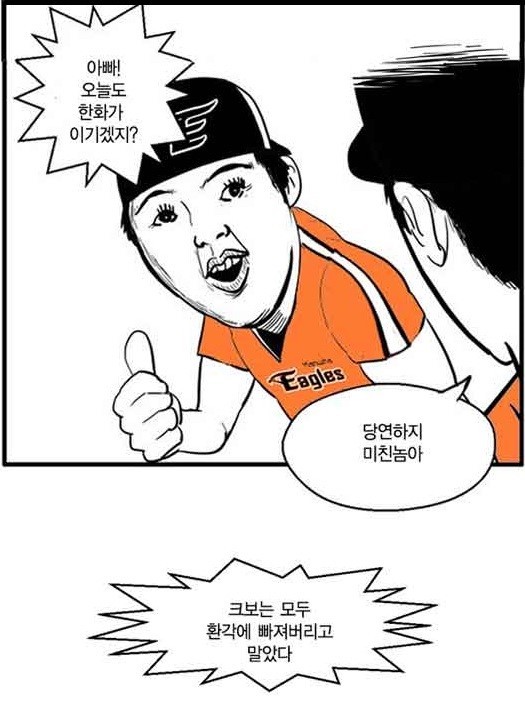 아빠!
오늘도
한화가
이기겠지?
Hanwha
Eagles
당연하지
미친놈아
크보는 모두
환각에 빠져버리고
말았다